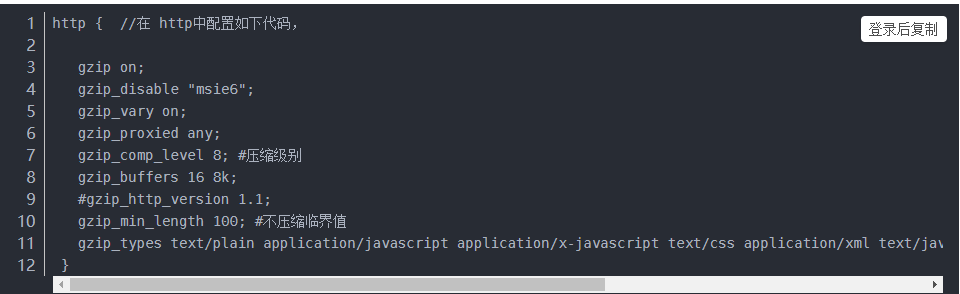 1 http {  //在 http中配置如下代码，
登录后复制
2
3    gzip on;
4    gzip_disable "msie6";
5    gzip_vary on;
6    gzip_proxied any;
7    gzip_comp_level 8; #压缩级别
8    gzip_buffers 16 8k;
9    #gzip_http_version 1.1;
10    gzip_min_length 100; #不压缩临界值
11    gzip_types text/plain application/javascript application/x-javascript text/css application/xml text/jav
12  }